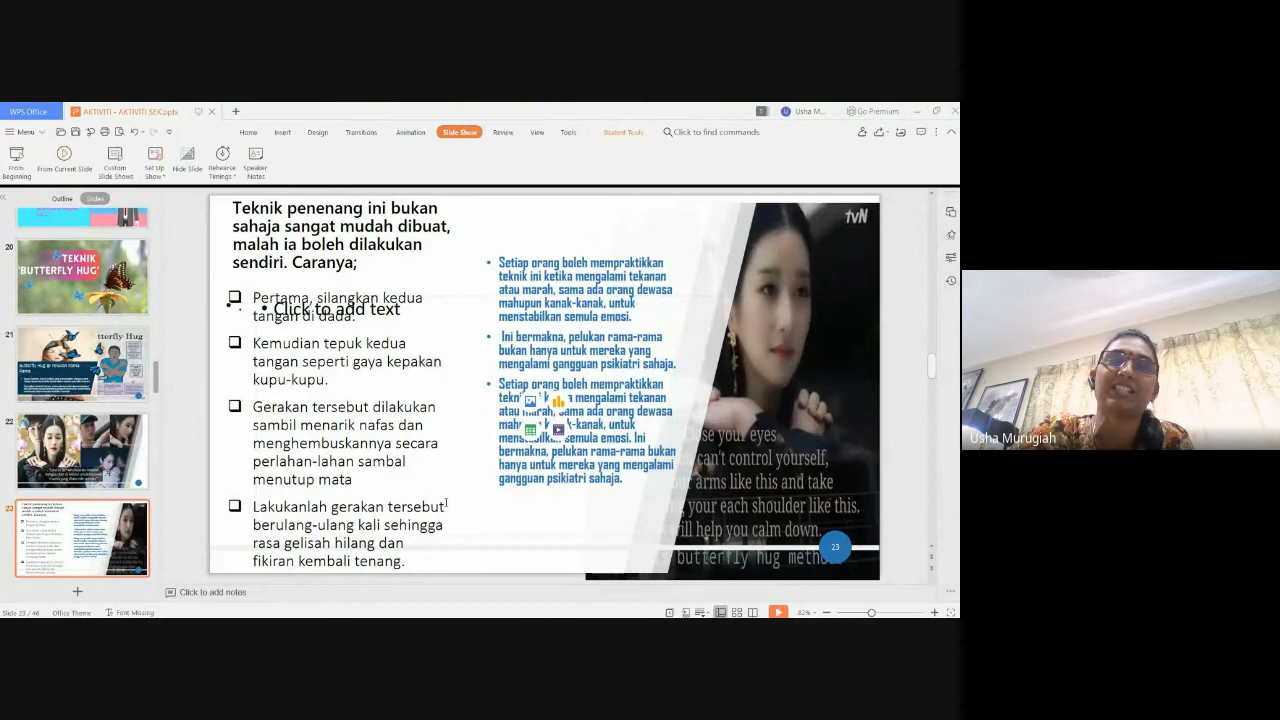 WPS Office
AKTIVITI - AKTIVITI SEK.pptx
Usha M...
Go Premium
Menu
Home
Insert
Design
Transitions
Animation
Slide Show
Review
View
Tools
Student Tools
Click to find commands
From Beginning
From Current Slide
Custom Slide Shows
Set Up Show
Hide Slide
Rehearse Timings
Speaker Notes
Outline
Slides
20
TEKNIK
'BUTTERFLY HUG'
21
22
23
Teknik penenang ini bukan
sahaja sangat mudah dibuat,
malah ia boleh dilakukan
sendiri. Caranya;
Pertama, silangkan kedua
tangan di dada.
Click to add text
Kemudian tepuk kedua
tangan seperti gaya kepakan
kupu-kupu.
Gerakan tersebut dilakukan
sambil menarik nafas dan
menghembuskannya secara
perlahan-lahan sambal
menutup mata
Lakukanlah gerakan tersebut
berulang-ulang kali sehingga
rasa gelisah hilang dan
fikiran kembali tenang.
Setiap orang boleh mempraktikkan
teknik ini ketika mengalami tekanan
atau marah, sama ada orang dewasa
mahupun kanak-kanak, untuk
menstabilkan semula emosi.
Ini bermakna, pelukan rama-rama
bukan hanya untuk mereka yang
mengalami gangguan psikiatri sahaja.
Setiap orang boleh mempraktikkan
mengalami tekanan
atau marah, sama ada orang dewasa
-kanak, untuk
semula emosi. Ini
bermakna, pelukan rama-rama bukan
hanya untuk mereka yang mengalami
gangguan psikiatri sahaja.
tvN
your eyes
can't control yourself,
arms like this and take
your each shoulder like this.
help you calm down.
butterfly hug
23
Usha Murugiah
Click to add notes
Slide 23 / 46
Office Theme
Font Missing
82%